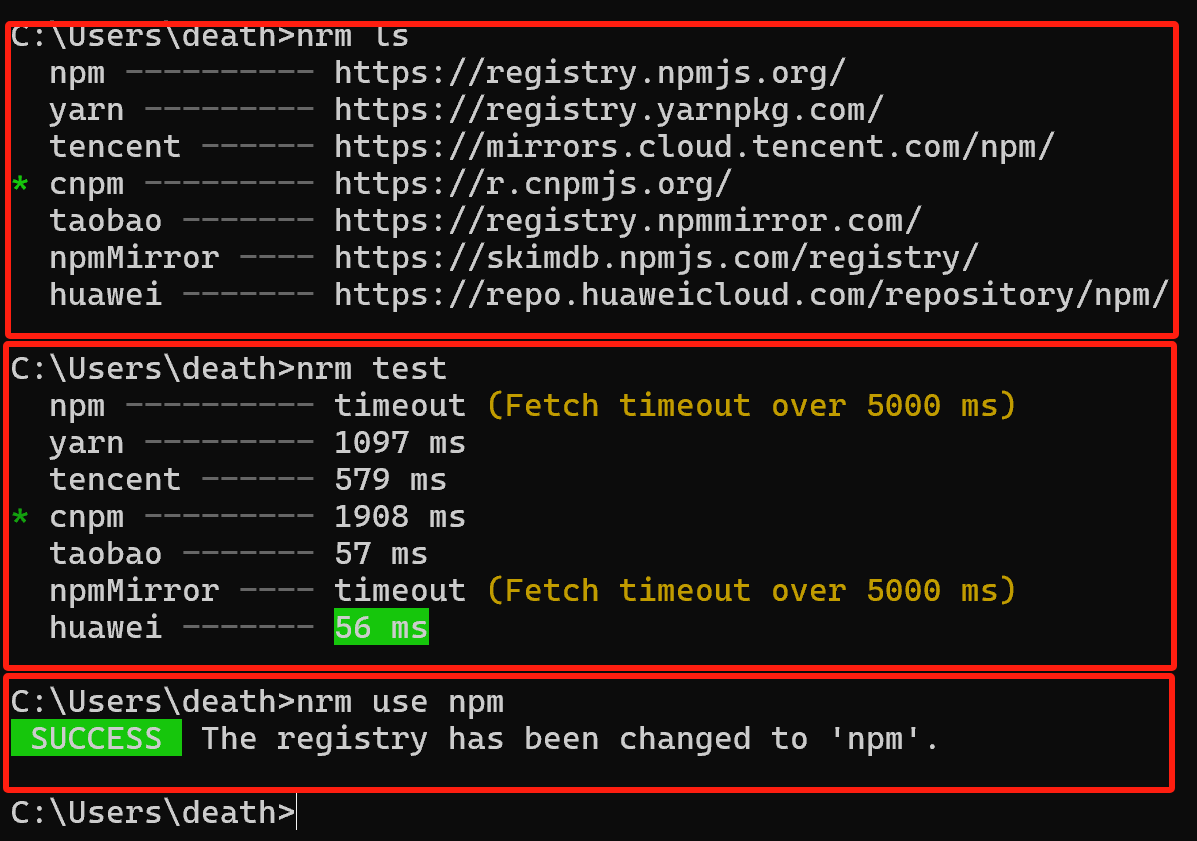 C:\Users\death>nrm ls
  npm ---------- https://registry.npmjs.org/
  yarn --------- https://registry.yarnpkg.com/
  tencent ------ https://mirrors.cloud.tencent.com/npm/
* cnpm --------- https://r.cnpmjs.org/
  taobao ------- https://registry.npmmirror.com/
  npmMirror ---- https://skimdb.npmjs.com/registry/
  huawei ------- https://repo.huaweicloud.com/repository/npm/
C:\Users\death>nrm test
  npm ---------- timeout (Fetch timeout over 5000 ms)
  yarn --------- 1097 ms
  tencent ------ 579 ms
* cnpm --------- 1908 ms
  taobao ------- 57 ms
  npmMirror ---- timeout (Fetch timeout over 5000 ms)
  huawei ------- 56 ms
C:\Users\death>nrm use npm
 SUCCESS  The registry has been changed to 'npm'.
C:\Users\death>